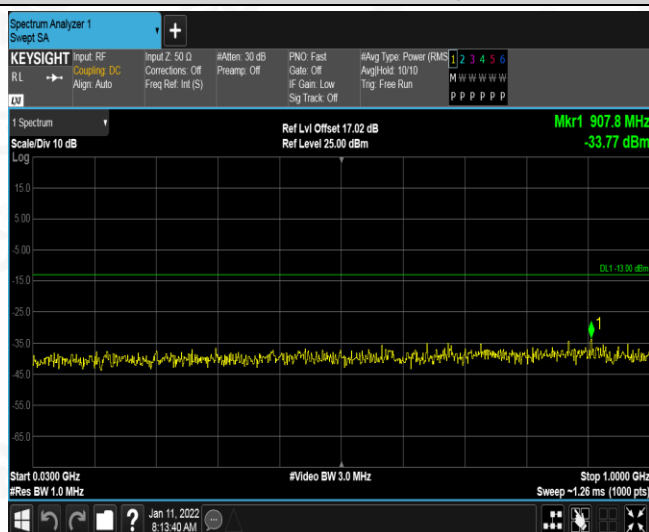 Spectrum Analyzer 1
Swept SA
+
KEYSIGHT
RL
LXI
Input: RF
Coupling: DC
Align: Auto
Input Z: 50 Ω
Corrections: Off
Freq Ref: Int (S)
#Atten: 30 dB
Preamp: Off
PNO: Fast
Gate: Off
IF Gain: Low
Sig Track: Off
#Avg Type: Power (RMS
Avg|Hold: 10/10
Trig: Free Run
1 2 3 4 5 6
M W W W W W
P P P P P P
1 Spectrum
Scale/Div 10 dB
Ref Lvl Offset 17.02 dB
Ref Level 25.00 dBm
Mkr1 907.8 MHz
-33.77 dBm
Log
15.0
5.00
-5.00
DL1 -13.00 dBm
-15.0
-25.0
1
-35.0
-45.0
-55.0
-65.0
Start 0.0300 GHz
#Res BW 1.0 MHz
#Video BW 3.0 MHz
Stop 1.0000 GHz
Sweep ~1.26 ms (1000 pts)
?
Jan 11, 2022
8:13:40 AM